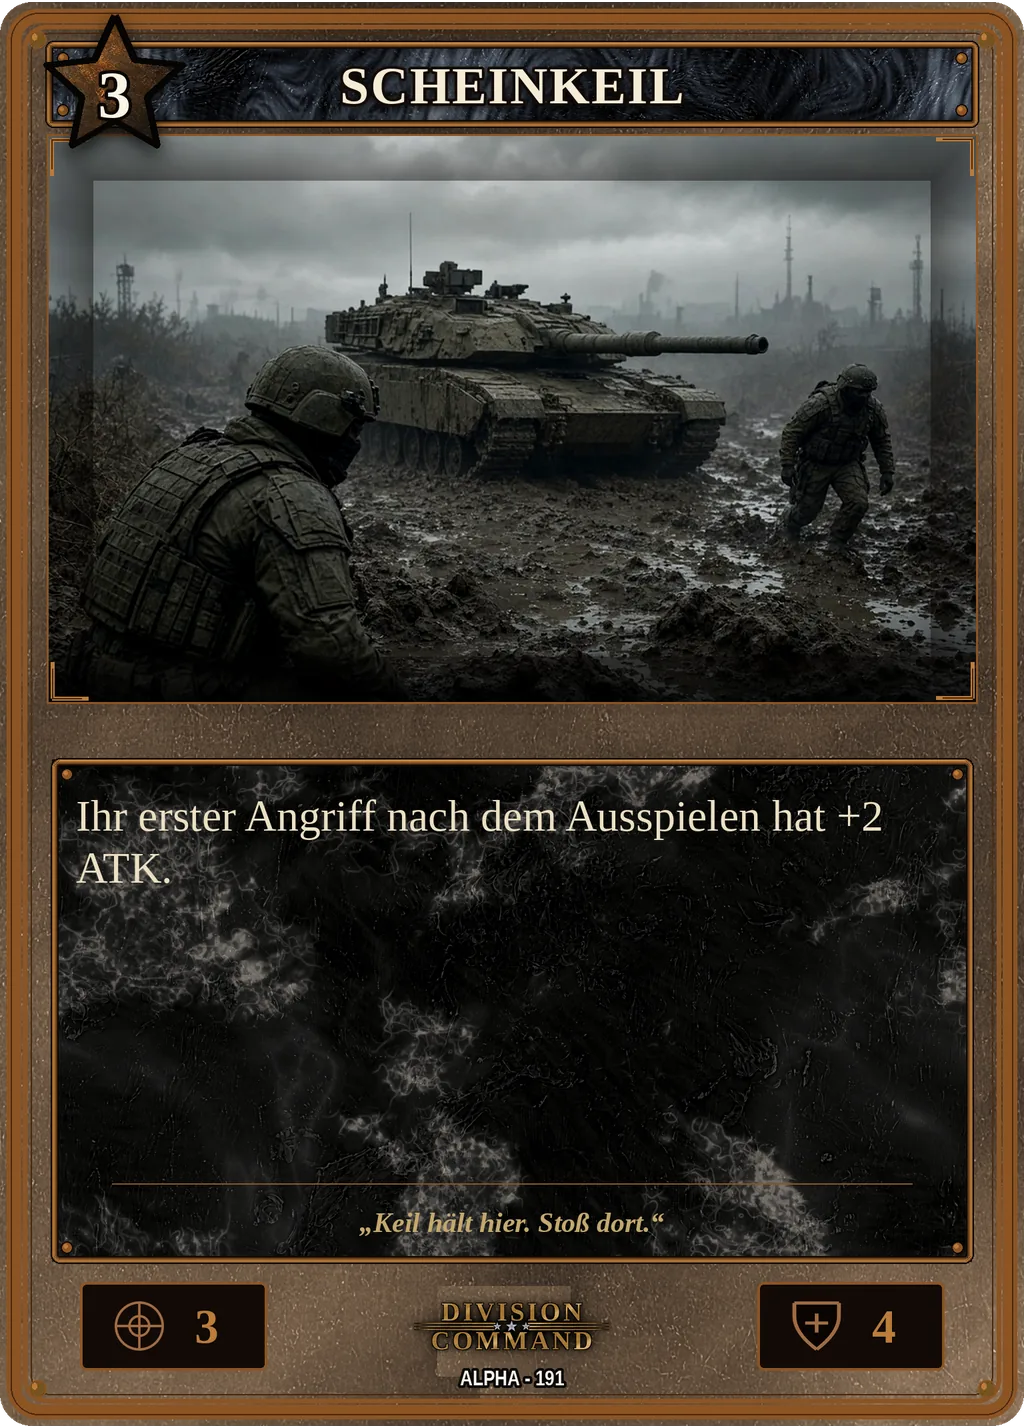 3
SCHEINKEIL
Ihr erster Angriff nach dem Ausspielen hat +2
ATK.
„Keil hält hier. Stoß dort.“
3
DIVISION
COMMAND
4
ALPHA - 191